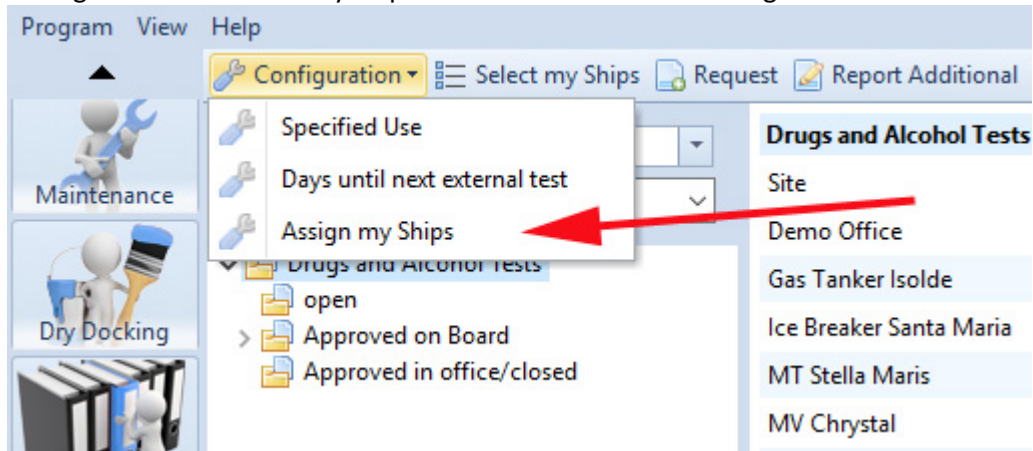 Program View Help
Configuration Select my Ships Request Report Additional
Specified Use
Days until next external test
Assign my Ships
Maintenance
Dry Docking
Drugs and Alcohol Tests
open
Approved on Board
Approved in office/closed
Drugs and Alcohol Tests
Site
Demo Office
Gas Tanker Isolde
Ice Breaker Santa Maria
MT Stella Maris
MV Chrystal